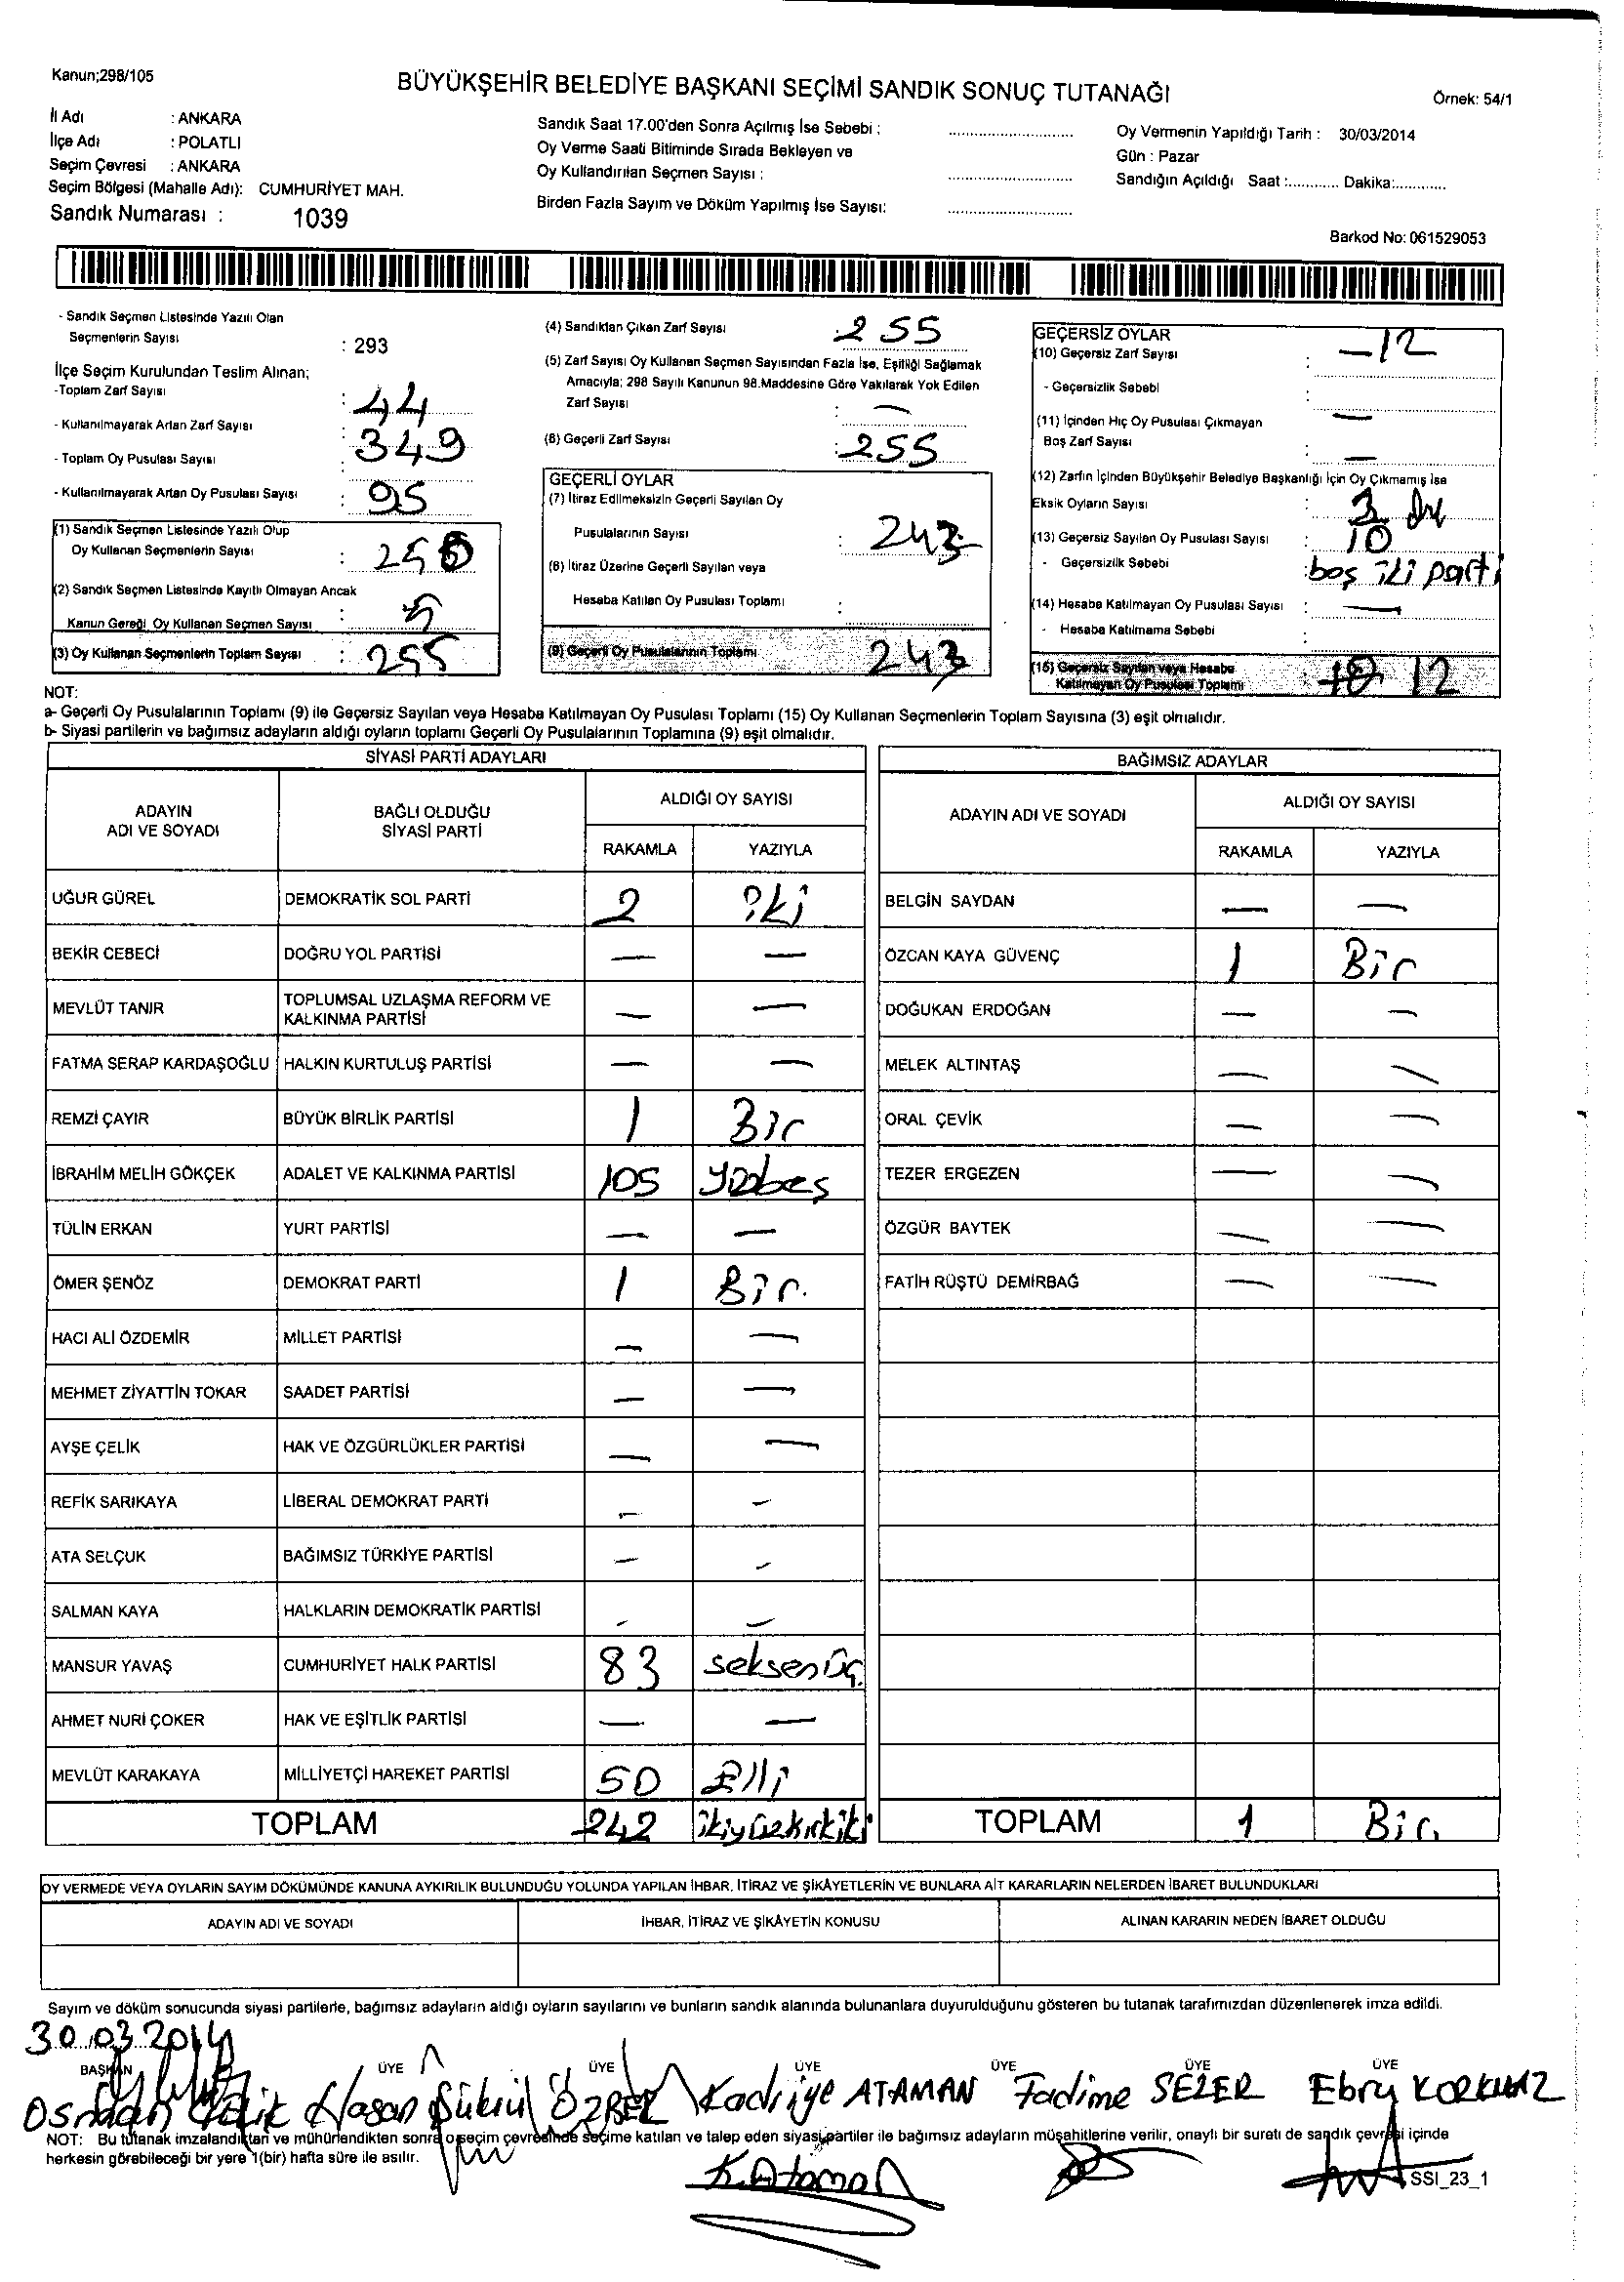 Kanun;298/105
BÜYÜKŞEHİR BELEDİYE BAŞKANI SEÇİMİ SANDIK SONUÇ TUTANAĞI
Örnek: 54/1
İl Adı : ANKARA
İlçe Adı : POLATLI
Seçim Çevresi : ANKARA
Seçim Bölgesi (Mahalle Adı): CUMHURİYET MAH.
Sandık Numarası : 1039
Sandık Saat 17.00'den Sonra Açılmış İse Sebebi : ............
Oy Verme Saati Bitiminde Sırada Bekleyen ve
Oy Kullandırılan Seçmen Sayısı : ............
Birden Fazla Sayım ve Döküm Yapılmış İse Sayısı: ............
Oy Vermenin Yapıldığı Tarih : 30/03/2014
Gün : Pazar
Sandığın Açıldığı Saat :........... Dakika:...........
Barkod No: 061529053
- Sandık Seçmen Listesinde Yazılı Olan
Seçmenlerin Sayısı : 293
İlçe Seçim Kurulundan Teslim Alınan;
-Toplam Zarf Sayısı : 44
- Kullanılmayarak Artan Zarf Sayısı
- Toplam Oy Pusulası Sayısı : 349
- Kullanılmayarak Artan Oy Pusulası Sayısı : 95
(1) Sandık Seçmen Listesinde Yazılı Olup
Oy Kullanan Seçmenlerin Sayısı : 250
(2) Sandık Seçmen Listesinde Kayıtlı Olmayan Ancak
Kanun Gereği Oy Kullanan Seçmen Sayısı : 5
(3) Oy Kullanan Seçmenlerin Toplam Sayısı : 255
(4) Sandıktan Çıkan Zarf Sayısı : 255
(5) Zarf Sayısı Oy Kullanan Seçmen Sayısından Fazla İse, Eşitliği Sağlamak
Amacıyla; 298 Sayılı Kanunun 98.Maddesine Göre Yakılarak Yok Edilen
Zarf Sayısı : —
(6) Geçerli Zarf Sayısı : 255
GEÇERLİ OYLAR
(7) İtiraz Edilmeksizin Geçerli Sayılan Oy
Pusulalarının Sayısı : 243
(8) İtiraz Üzerine Geçerli Sayılan veya
Hesaba Katılan Oy Pusulası Toplamı :
(9) Geçerli Oy Pusulalarının Toplamı 243
GEÇERSİZ OYLAR
(10) Geçersiz Zarf Sayısı : —12
- Geçersizlik Sebebi :
(11) İçinden Hiç Oy Pusulası Çıkmayan —
Boş Zarf Sayısı : —
(12) Zarfın İçinden Büyükşehir Belediye Başkanlığı İçin Oy Çıkmamış İse
Eksik Oyların Sayısı :
(13) Geçersiz Sayılan Oy Pusulası Sayısı : 10
- Geçersizlik Sebebi : boş iki parti
(14) Hesaba Katılmayan Oy Pusulası Sayısı : —
- Hesaba Katılmama Sebebi :
(15) Geçersiz Sayılan veya Hesaba
Katılmayan Oy Pusulası Toplamı : 10 12
NOT:
a- Geçerli Oy Pusulalarının Toplamı (9) ile Geçersiz Sayılan veya Hesaba Katılmayan Oy Pusulası Toplamı (15) Oy Kullanan Seçmenlerin Toplam Sayısına (3) eşit olmalıdır.
b- Siyasi partilerin ve bağımsız adayların aldığı oyların toplamı Geçerli Oy Pusulalarının Toplamına (9) eşit olmalıdır.
SİYASİ PARTİ ADAYLARI
ADAYIN ADI VE SOYADI BAĞLI OLDUĞU SİYASİ PARTİ ALDIĞI OY SAYISI
RAKAMLA YAZIYLA
UĞUR GÜREL DEMOKRATİK SOL PARTİ 2 iki
BEKİR CEBECİ DOĞRU YOL PARTİSİ — —
MEVLÜT TANIR TOPLUMSAL UZLAŞMA REFORM VE KALKINMA PARTİSİ — —
FATMA SERAP KARDAŞOĞLU HALKIN KURTULUŞ PARTİSİ — —
REMZİ ÇAYIR BÜYÜK BİRLİK PARTİSİ 1 Bir
İBRAHİM MELİH GÖKÇEK ADALET VE KALKINMA PARTİSİ 105 yüzbeş
TÜLİN ERKAN YURT PARTİSİ — —
ÖMER ŞENÖZ DEMOKRAT PARTİ 1 Bir.
HACI ALİ ÖZDEMİR MİLLET PARTİSİ — —
MEHMET ZİYATTİN TOKAR SAADET PARTİSİ — —
AYŞE ÇELİK HAK VE ÖZGÜRLÜKLER PARTİSİ — —
REFİK SARIKAYA LİBERAL DEMOKRAT PARTİ — —
ATA SELÇUK BAĞIMSIZ TÜRKİYE PARTİSİ — —
SALMAN KAYA HALKLARIN DEMOKRATİK PARTİSİ — —
MANSUR YAVAŞ CUMHURİYET HALK PARTİSİ 83 seksenüç.
AHMET NURİ ÇOKER HAK VE EŞİTLİK PARTİSİ — —
MEVLÜT KARAKAYA MİLLİYETÇİ HAREKET PARTİSİ 50 Elli
TOPLAM 242 ikiyüzkırkiki
BAĞIMSIZ ADAYLAR
ADAYIN ADI VE SOYADI ALDIĞI OY SAYISI
RAKAMLA YAZIYLA
BELGİN SAYDAN — —
ÖZCAN KAYA GÜVENÇ 1 Bir
DOĞUKAN ERDOĞAN — —
MELEK ALTINTAŞ — —
ORAL ÇEVİK — —
TEZER ERGEZEN — —
ÖZGÜR BAYTEK — —
FATİH RÜŞTÜ DEMİRBAĞ — —
TOPLAM 1 Bir
OY VERMEDE VEYA OYLARIN SAYIM DÖKÜMÜNDE KANUNA AYKIRILIK BULUNDUĞU YOLUNDA YAPILAN İHBAR, İTİRAZ VE ŞİKÂYETLERİN VE BUNLARA AİT KARARLARIN NELERDEN İBARET BULUNDUKLARI
ADAYIN ADI VE SOYADI İHBAR, İTİRAZ VE ŞİKÂYETİN KONUSU ALINAN KARARIN NEDEN İBARET OLDUĞU
Sayım ve döküm sonucunda siyasi partilerle, bağımsız adayların aldığı oyların sayılarını ve bunların sandık alanında bulunanlara duyurulduğunu gösteren bu tutanak tarafımızdan düzenlenerek imza edildi.
30.03.2014
BAŞKAN ÜYE ÜYE ÜYE ÜYE ÜYE ÜYE
Osman Çelik Hasan Şükrü ÖZBEK Kadriye ATAMAN Fadime SEZER Ebru KORKMAZ
NOT: Bu tutanak imzalandıktan ve mühürlendikten sonra o seçim çevresinde seçime katılan ve talep eden siyasi partiler ile bağımsız adayların müşahitlerine verilir, onaylı bir sureti de sandık çevresi içinde
herkesin görebileceği bir yere 1(bir) hafta süre ile asılır.
K.Ataman
SSI_23_1